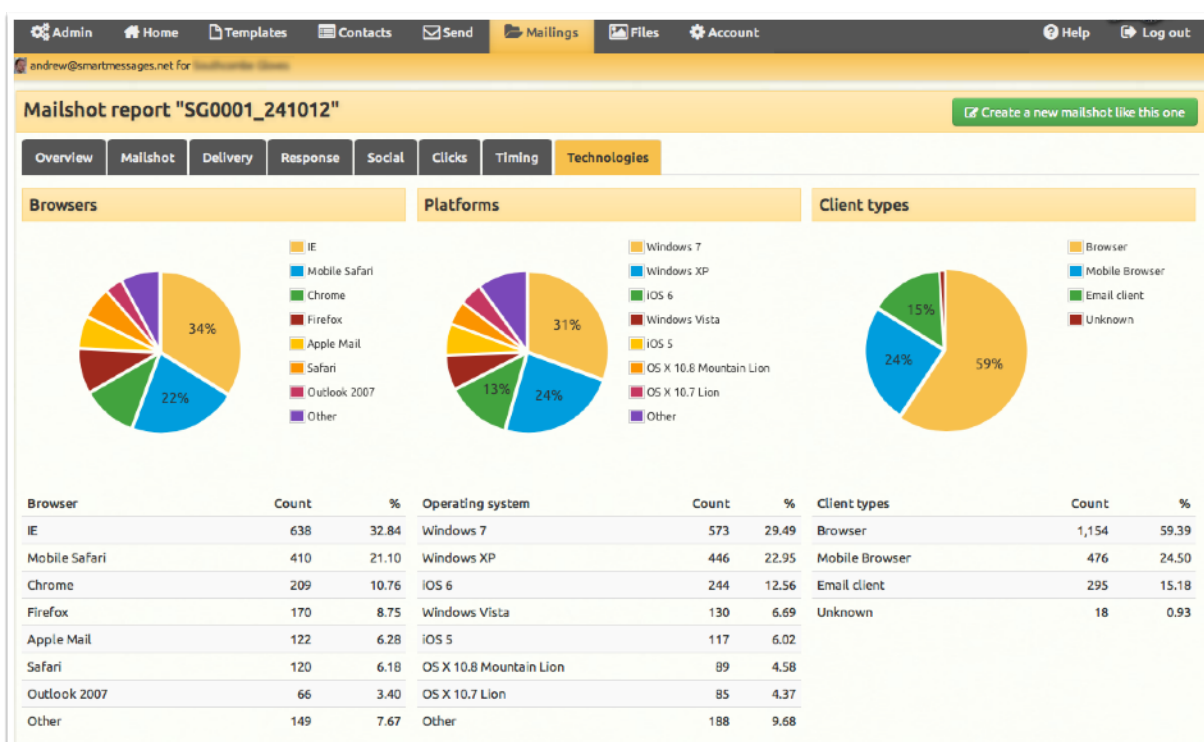 Admin Home Templates Contacts Send Mailings Files Account Help Log out
andrew@smartmessages.net for
Mailshot report "SG0001_241012"
Create a new mailshot like this one
Overview Mailshot Delivery Response Social Clicks Timing Technologies
Browsers
34%
22%
IE
Mobile Safari
Chrome
Firefox
Apple Mail
Safari
Outlook 2007
Other
Platforms
31%
24%
13%
Windows 7
Windows XP
iOS 6
Windows Vista
iOS 5
OS X 10.8 Mountain Lion
OS X 10.7 Lion
Other
Client types
15%
24%
59%
Browser
Mobile Browser
Email client
Unknown
Browser Count %
IE 638 32.84
Mobile Safari 410 21.10
Chrome 209 10.76
Firefox 170 8.75
Apple Mail 122 6.28
Safari 120 6.18
Outlook 2007 66 3.40
Other 149 7.67
Operating system Count %
Windows 7 573 29.49
Windows XP 446 22.95
iOS 6 244 12.56
Windows Vista 130 6.69
iOS 5 117 6.02
OS X 10.8 Mountain Lion 89 4.58
OS X 10.7 Lion 85 4.37
Other 188 9.68
Client types Count %
Browser 1,154 59.39
Mobile Browser 476 24.50
Email client 295 15.18
Unknown 18 0.93